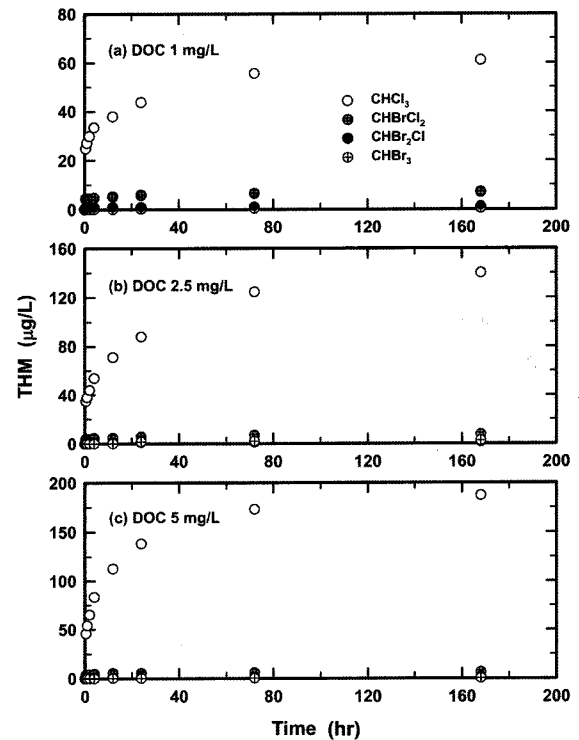 80
(a) DOC 1 mg/L
60
CHCl₃
CHBrCl₂
40
CHBr₂Cl
CHBr₃
20
0
0 40 80 120 160 200
160
(b) DOC 2.5 mg/L
120
80
40
0
0 40 80 120 160 200
THM (µg/L)
200
(c) DOC 5 mg/L
150
100
50
0
0 40 80 120 160 200
Time (hr)